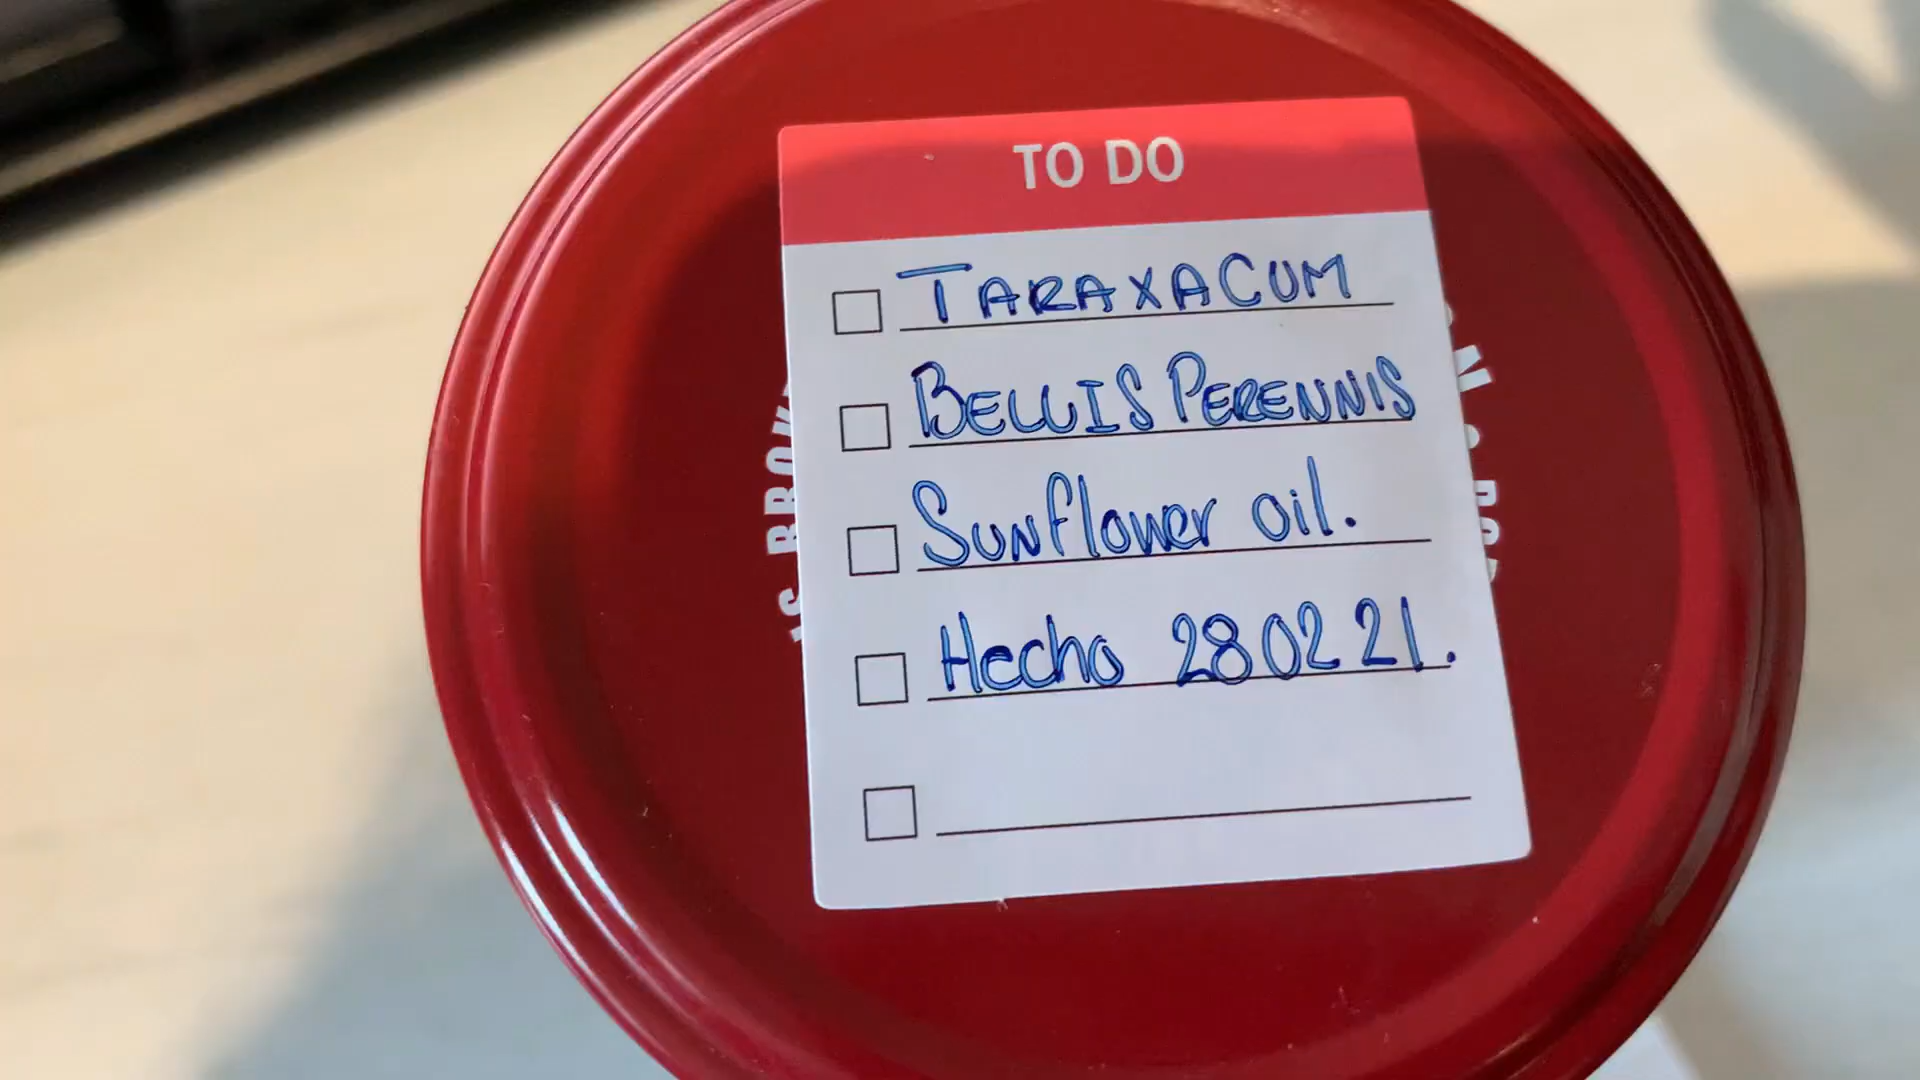 TO DO
TARAXACUM
BELLIS PERENNIS
Sunflower oil.
Hecho 28 02 21.